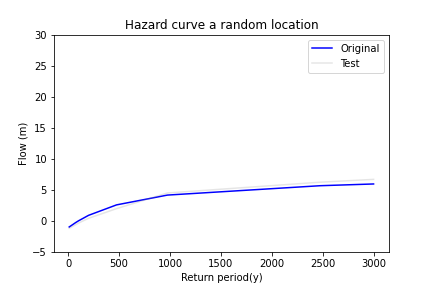 Hazard curve a random location
Original
Test
30
25
20
15
10
5
0
−5
Flow (m)
0 500 1000 1500 2000 2500 3000
Return period(y)